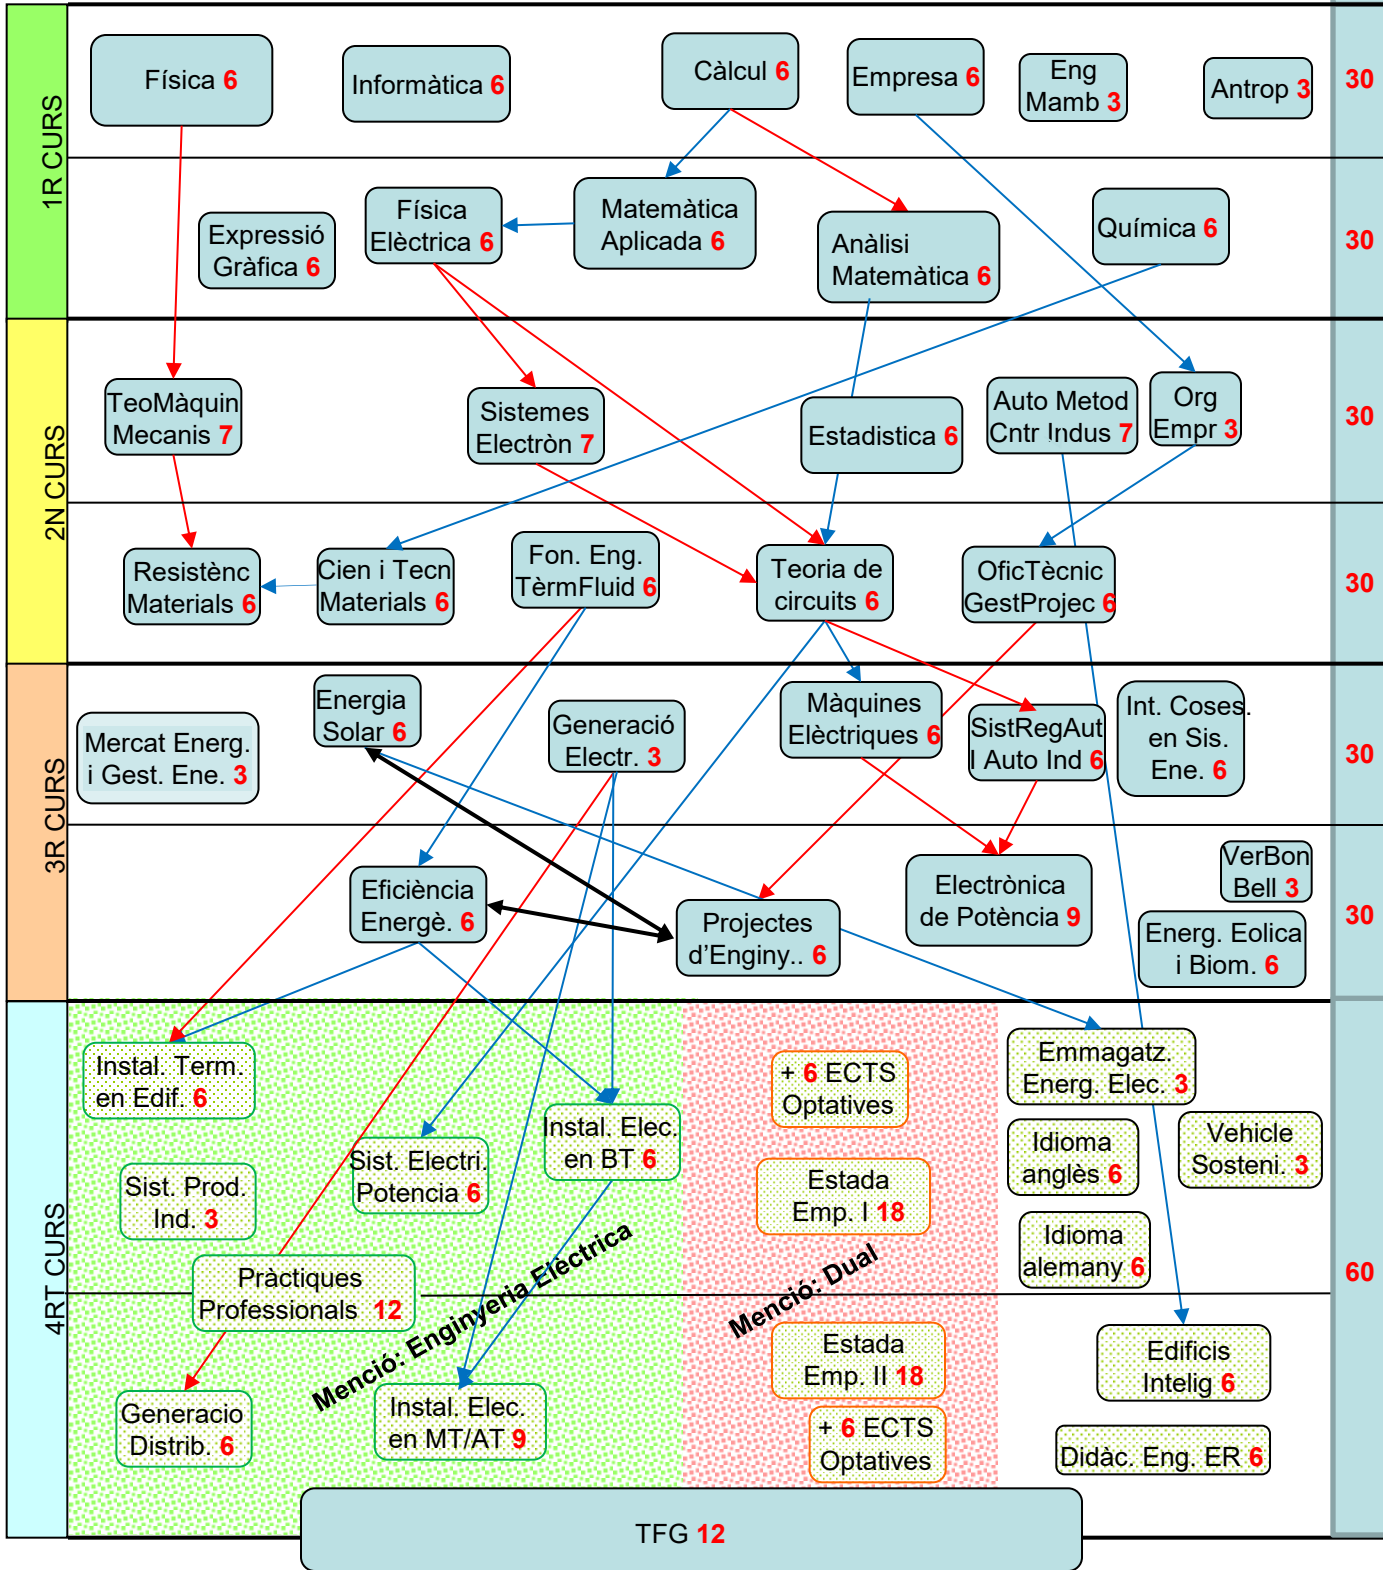 1R CURS
Física 6
Informàtica 6
Càlcul 6
Empresa 6
Eng
Mamb 3
Antrop 3
30
Expressió
Gràfica 6
Física
Elèctrica 6
Matemàtica
Aplicada 6
Anàlisi
Matemàtica 6
Química 6
30
2N CURS
TeoMàquin
Mecanis 7
Sistemes
Electròn 7
Estadistica 6
Auto Metod
Cntr Indus 7
Org
Empr 3
30
Resistènc
Materials 6
Cien i Tecn
Materials 6
Fon. Eng.
TèrmFluid 6
Teoria de
circuits 6
OficTècnic
GestProjec 6
30
3R CURS
Mercat Energ.
i Gest. Ene. 3
Energia
Solar 6
Generació
Electr. 3
Màquines
Elèctriques 6
SistRegAut
I Auto Ind 6
Int. Coses.
en Sis.
Ene. 6
30
Eficiència
Energè. 6
Projectes
d’Enginy.. 6
Electrònica
de Potència 9
VerBon
Bell 3
Energ. Eolica
i Biom. 6
30
4RT CURS
Instal. Term.
en Edif. 6
Sist. Prod.
Ind. 3
Sist. Electri.
Potencia 6
Instal. Elec.
en BT 6
+ 6 ECTS
Optatives
Estada
Emp. I 18
Emmagatz.
Energ. Elec. 3
Idioma
anglès 6
Vehicle
Sosteni. 3
Idioma
alemany 6
60
Pràctiques
Professionals 12
Menció: Enginyeria Elèctrica
Menció: Dual
Generacio
Distrib. 6
Instal. Elec.
en MT/AT 9
Estada
Emp. II 18
+ 6 ECTS
Optatives
Edificis
Intelig 6
Didàc. Eng. ER 6
TFG 12